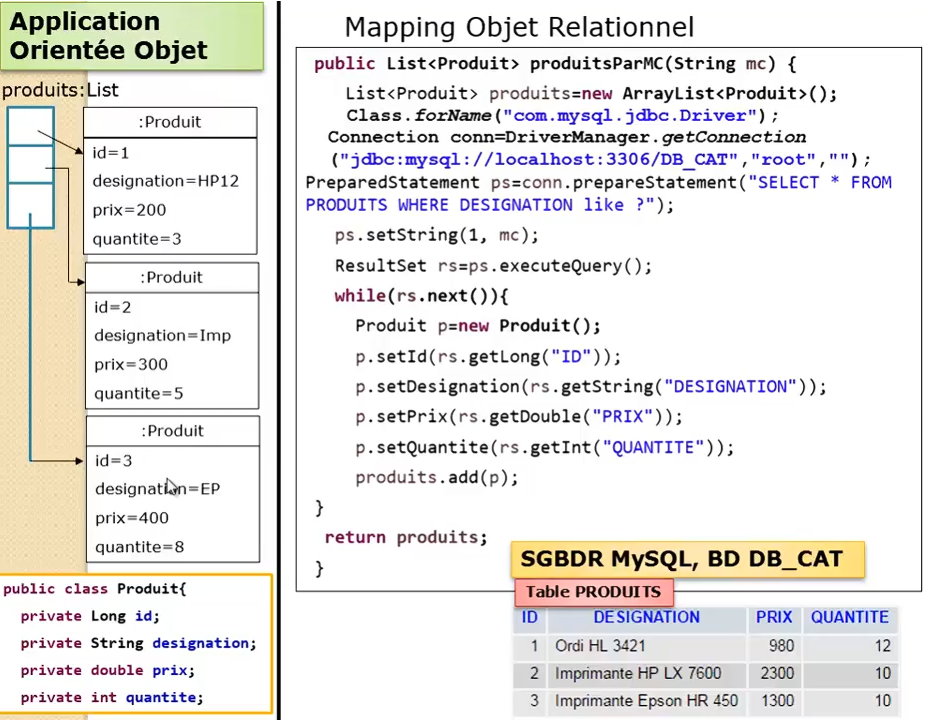 Application
Orientée Objet
produits:List
:Produit
id=1
designation=HP12
prix=200
quantite=3
:Produit
id=2
designation=Imp
prix=300
quantite=5
:Produit
id=3
designation=EP
prix=400
quantite=8
public class Produit{
private Long id;
private String designation;
private double prix;
private int quantite;
Mapping Objet Relationnel
public List<Produit> produitsParMC(String mc) {
List<Produit> produits=new ArrayList<Produit>();
Class.forName("com.mysql.jdbc.Driver");
Connection conn=DriverManager.getConnection
("jdbc:mysql://localhost:3306/DB_CAT","root","");
PreparedStatement ps=conn.prepareStatement("SELECT * FROM
PRODUITS WHERE DESIGNATION like ?");
ps.setString(1, mc);
ResultSet rs=ps.executeQuery();
while(rs.next()){
Produit p=new Produit();
p.setId(rs.getLong("ID"));
p.setDesignation(rs.getString("DESIGNATION"));
p.setPrix(rs.getDouble("PRIX"));
p.setQuantite(rs.getInt("QUANTITE"));
produits.add(p);
}
return produits;
}
SGBDR MySQL, BD DB_CAT
Table PRODUITS
ID DESIGNATION PRIX QUANTITE
1 Ordi HL 3421 980 12
2 Imprimante HP LX 7600 2300 10
3 Imprimante Epson HR 450 1300 10